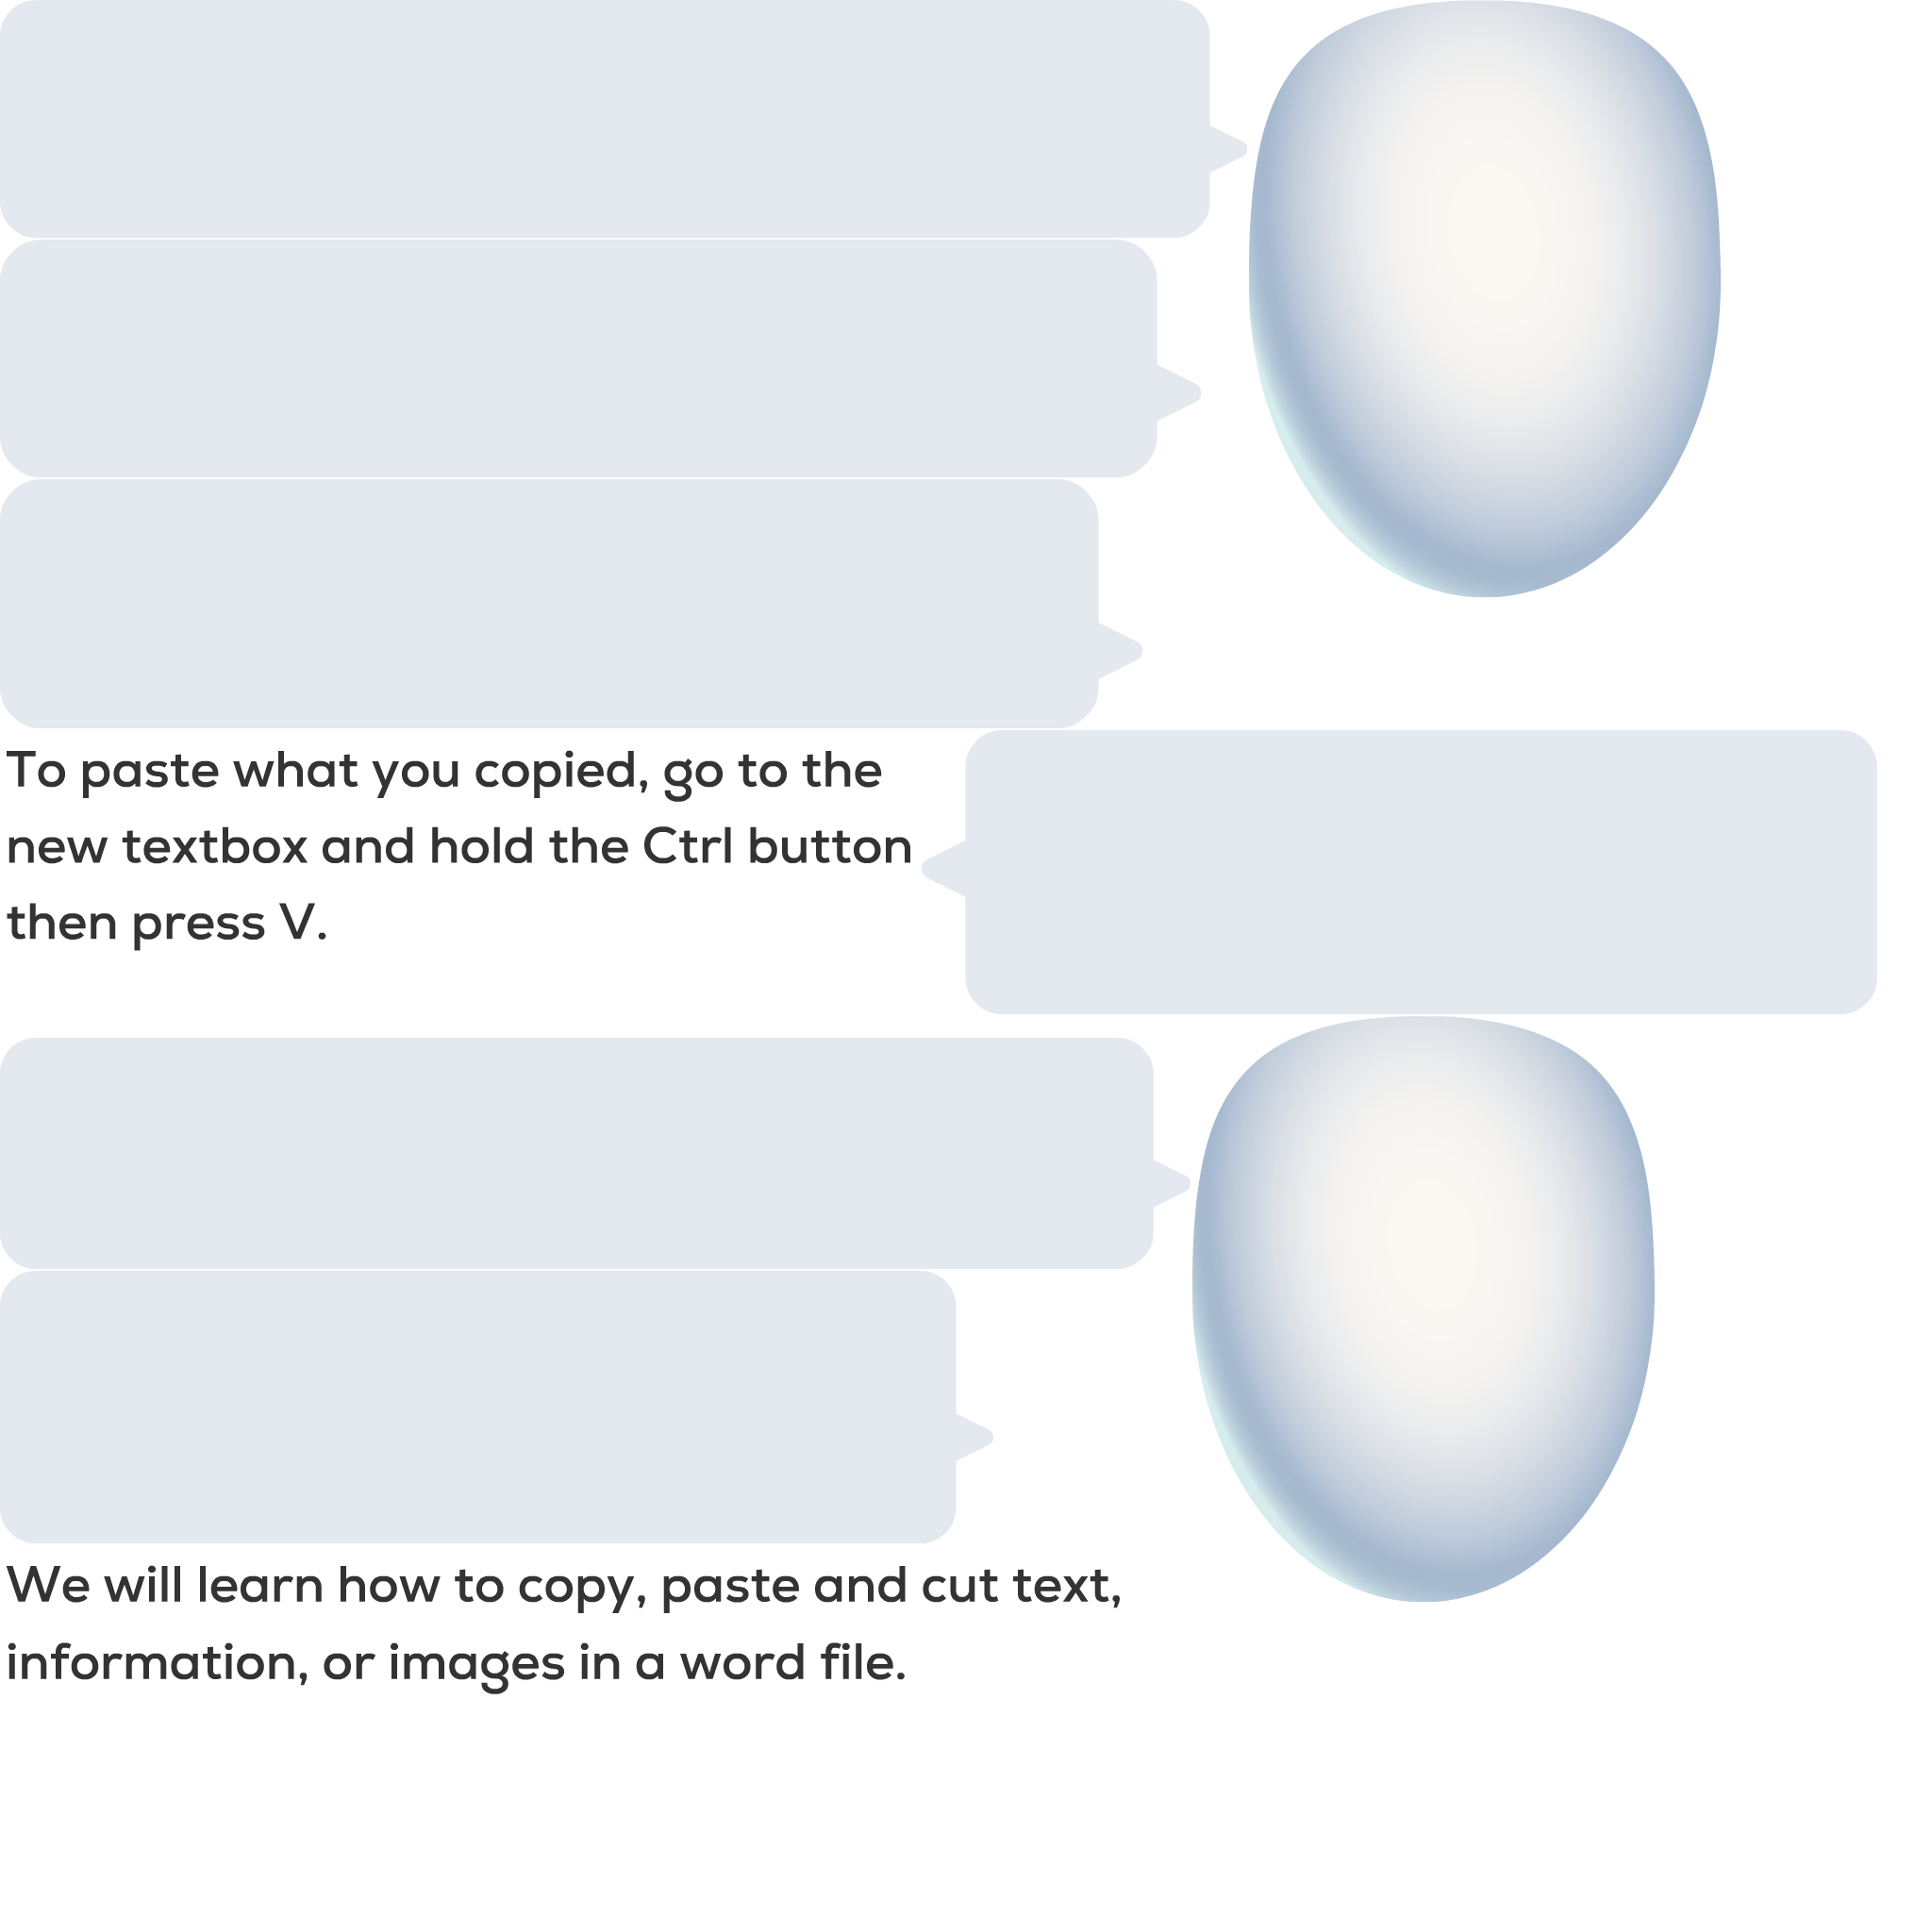 To paste what you copied, go to the
new textbox and hold the Ctrl button
then press V.
We will learn how to copy, paste and cut text,
information, or images in a word file.